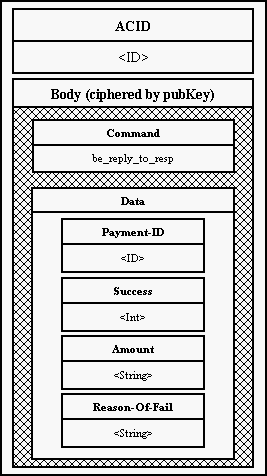 ACID
<ID>
Body (ciphered by pubKey)
Command
be_reply_to_resp
Data
Payment-ID
<ID>
Success
<Int>
Amount
<String>
Reason-Of-Fail
<String>